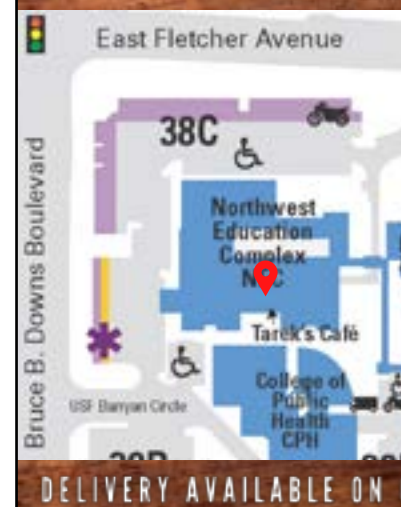 East Fletcher Avenue
38C
Bruce B. Downs Boulevard
Northwest
Education
Complex
Tarek's Café
College of
Public
Health
CPH
USF Banyan Circle
DELIVERY AVAILABLE ON